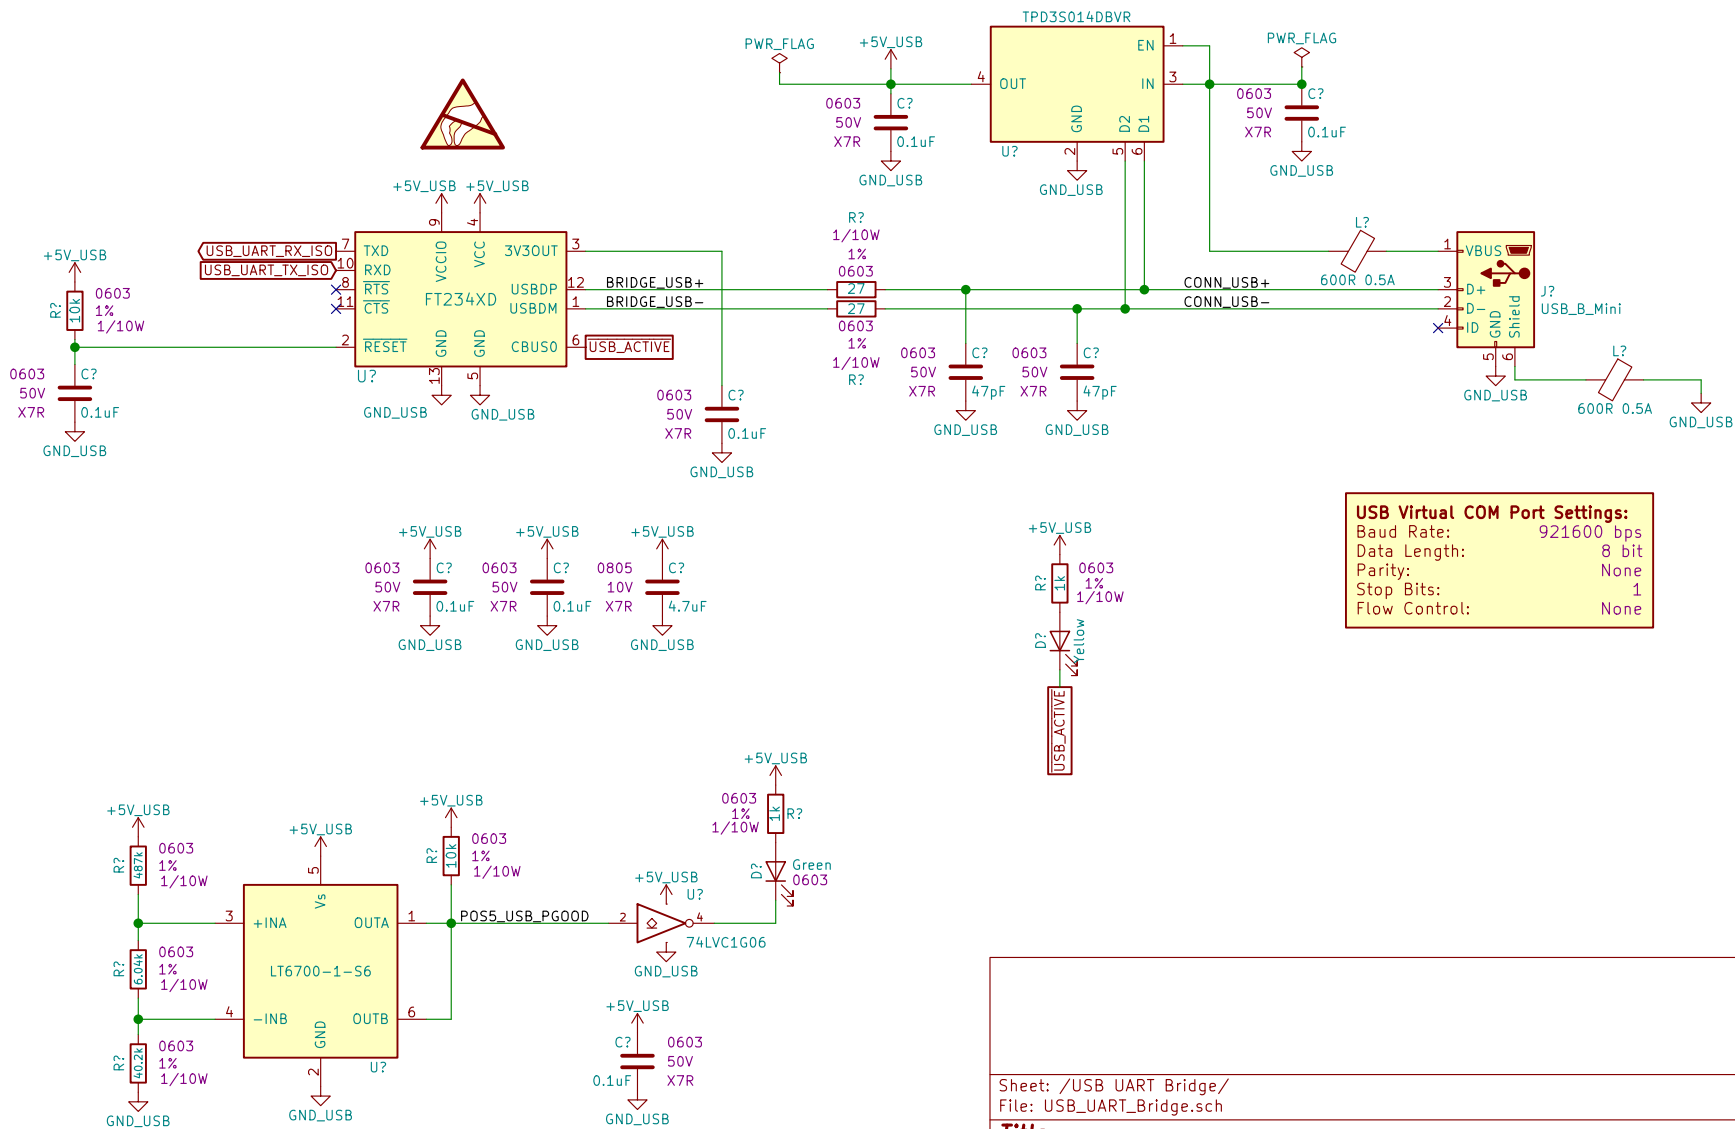 TPD3S014DBVR
PWR_FLAG
+5V_USB
EN 1
PWR_FLAG
4 OUT
IN 3
0603 C?
50V
X7R 0.1uF
GND_USB
GND
D2
D1
2
5
6
U?
GND_USB
0603 C?
50V
X7R 0.1uF
GND_USB
+5V_USB +5V_USB
9
4
USB_UART_RX_ISO 7 TXD
USB_UART_TX_ISO 10 RXD
8 RTS
11 CTS
2 RESET
VCCIO
VCC
FT234XD
3V3OUT 3
USBDP 12 BRIDGE_USB+
USBDM 1 BRIDGE_USB-
CBUS0 6 USB_ACTIVE
GND
GND
13
5
U?
GND_USB GND_USB
+5V_USB
R?
10k
0603
1%
1/10W
0603 C?
50V
X7R 0.1uF
GND_USB
0603 C?
50V
X7R 0.1uF
GND_USB
R?
1/10W
1%
0603
27
27
0603
1%
1/10W
R?
CONN_USB+
CONN_USB-
0603 C?
50V
X7R 47pF
GND_USB
0603 C?
50V
X7R 47pF
GND_USB
L?
600R 0.5A
1 VBUS
3 D+
2 D-
4 ID
GND
Shield
5
6
J?
USB_B_Mini
GND_USB
L?
600R 0.5A
GND_USB
+5V_USB
0603 C?
50V
X7R 0.1uF
GND_USB
+5V_USB
0603 C?
50V
X7R 0.1uF
GND_USB
+5V_USB
0805 C?
10V
X7R 4.7uF
GND_USB
+5V_USB
R?
1k
0603
1%
1/10W
D?
Yellow
USB_ACTIVE
USB Virtual COM Port Settings:
Baud Rate: 921600 bps
Data Length: 8 bit
Parity: None
Stop Bits: 1
Flow Control: None
+5V_USB
R?
487k
0603
1%
1/10W
R?
6.04k
0603
1%
1/10W
R?
40.2k
0603
1%
1/10W
GND_USB
+5V_USB
5
Vs
3 +INA
OUTA 1
LT6700-1-S6
4 -INB
OUTB 6
GND
2
U?
GND_USB
+5V_USB
R?
10k
0603
1%
1/10W
POS5_USB_PGOOD
+5V_USB
U?
2
4
74LVC1G06
GND_USB
+5V_USB
0603
1%
1/10W
1k
R?
D?
Green
0603
+5V_USB
C? 0603
50V
0.1uF X7R
GND_USB
Sheet: /USB UART Bridge/
File: USB_UART_Bridge.sch